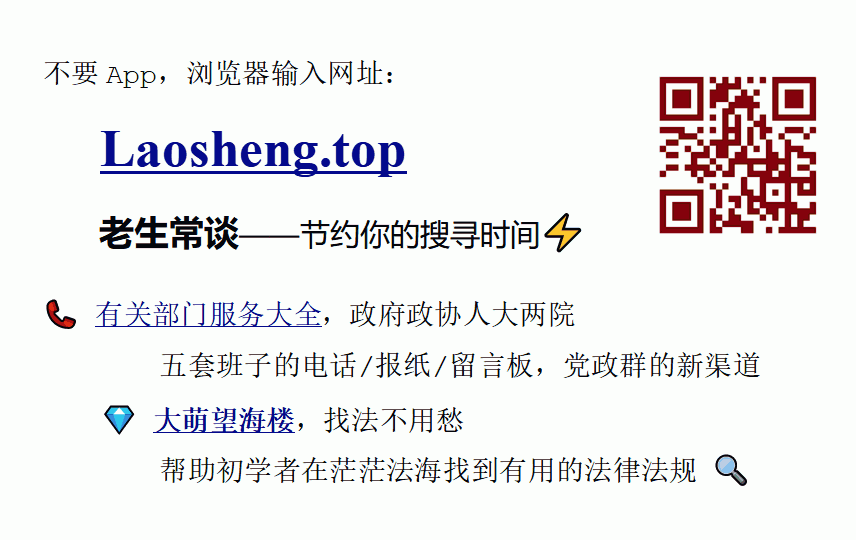 不要 App，浏览器输入网址：
Laosheng.top
老生常谈——节约你的搜寻时间⚡
📞 有关部门服务大全，政府政协人大两院
五套班子的电话/报纸/留言板，党政群的新渠道
💎 大萌望海楼，找法不用愁
帮助初学者在茫茫法海找到有用的法律法规 🔍